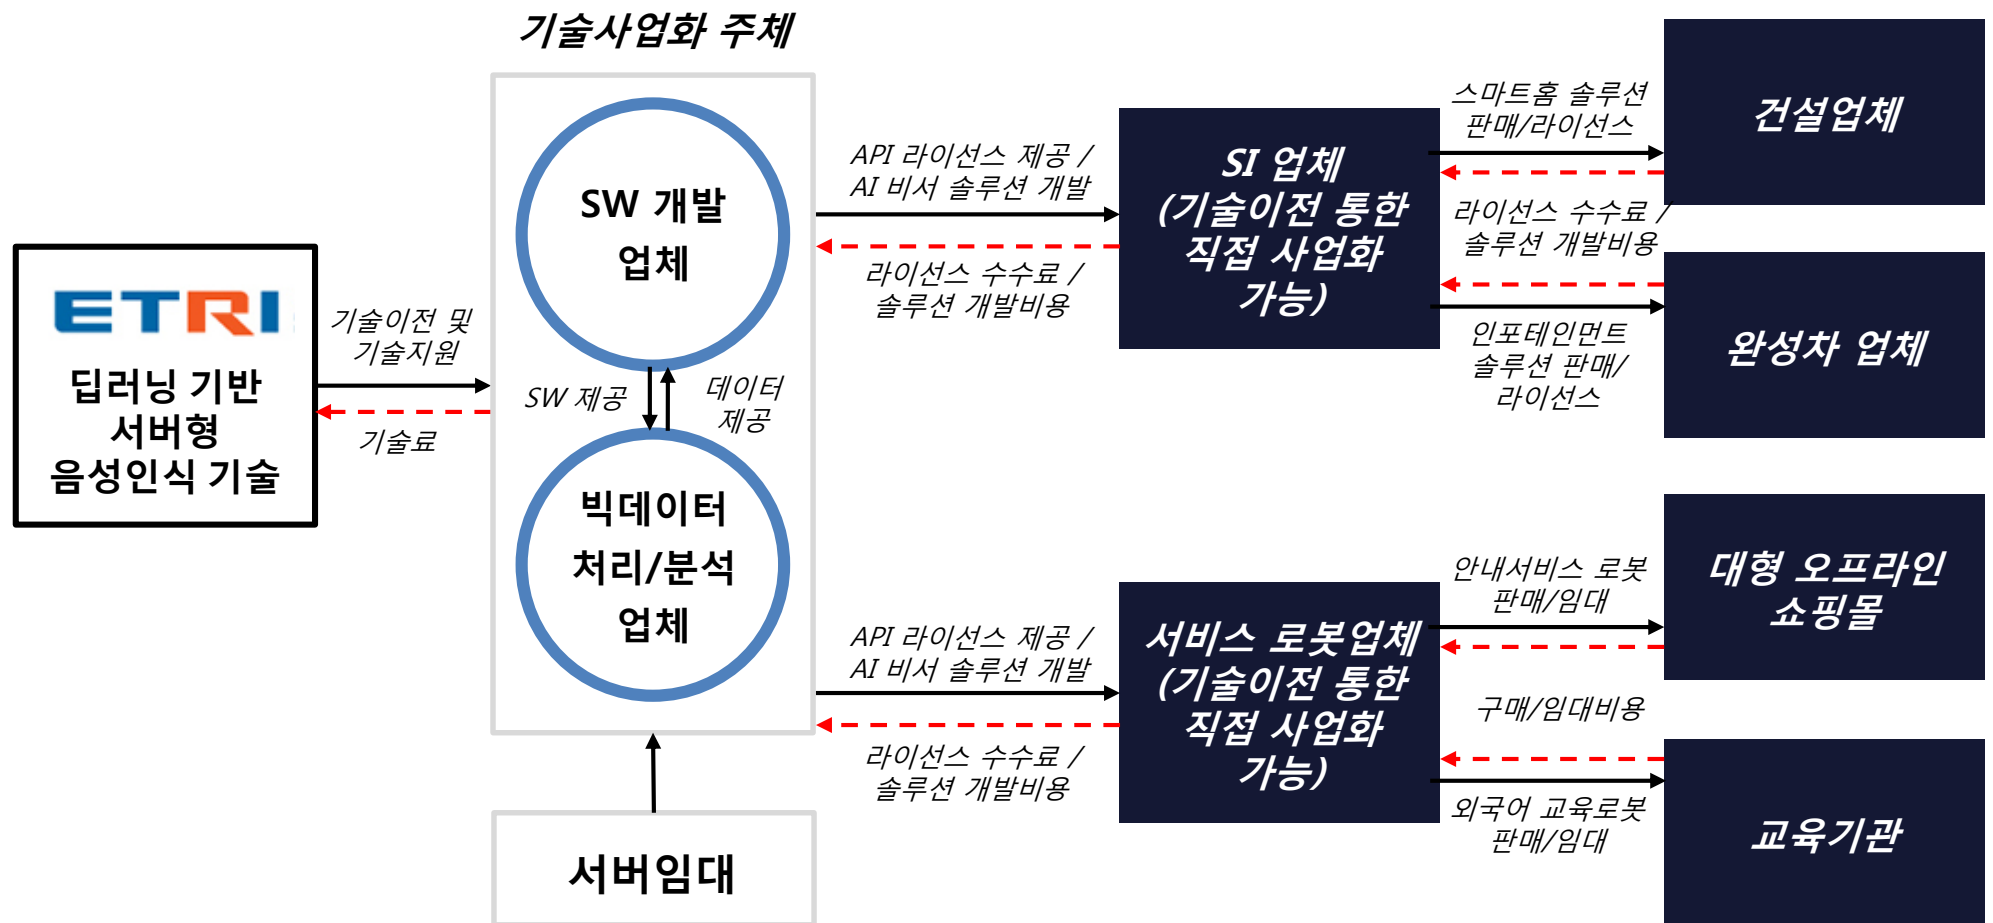 기술사업화 주체
ETRI
딥러닝 기반
서버형
음성인식 기술
기술이전 및
기술지원
기술료
SW 개발
업체
SW 제공
데이터
제공
빅데이터
처리/분석
업체
서버임대
API 라이선스 제공 /
AI 비서 솔루션 개발
라이선스 수수료 /
솔루션 개발비용
API 라이선스 제공 /
AI 비서 솔루션 개발
라이선스 수수료 /
솔루션 개발비용
SI 업체
(기술이전 통한
직접 사업화
가능)
서비스 로봇업체
(기술이전 통한
직접 사업화
가능)
스마트홈 솔루션
판매/라이선스
라이선스 수수료 /
솔루션 개발비용
인포테인먼트
솔루션 판매/
라이선스
안내서비스 로봇
판매/임대
구매/임대비용
외국어 교육로봇
판매/임대
건설업체
완성차 업체
대형 오프라인
쇼핑몰
교육기관